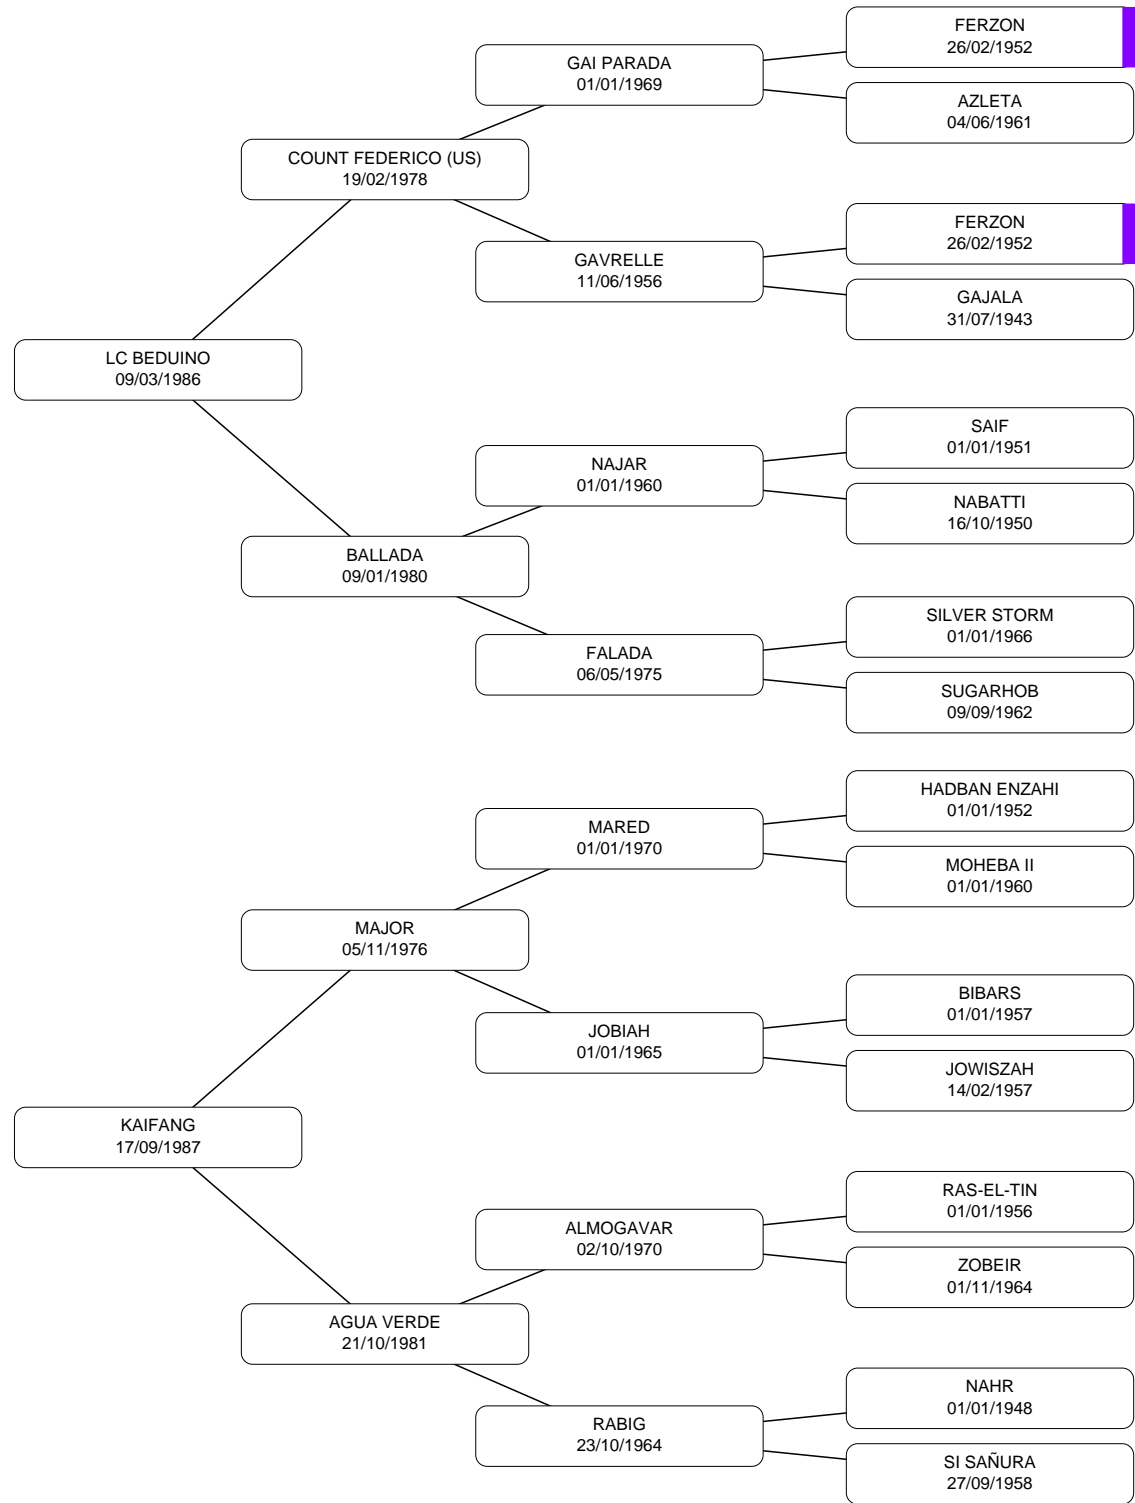 FERZON
26/02/1952
GAI PARADA
01/01/1969
AZLETA
04/06/1961
COUNT FEDERICO (US)
19/02/1978
FERZON
26/02/1952
GAVRELLE
11/06/1956
GAJALA
31/07/1943
LC BEDUINO
09/03/1986
SAIF
01/01/1951
NAJAR
01/01/1960
NABATTI
16/10/1950
BALLADA
09/01/1980
SILVER STORM
01/01/1966
FALADA
06/05/1975
SUGARHOB
09/09/1962
HADBAN ENZAHI
01/01/1952
MARED
01/01/1970
MOHEBA II
01/01/1960
MAJOR
05/11/1976
BIBARS
01/01/1957
JOBIAH
01/01/1965
JOWISZAH
14/02/1957
KAIFANG
17/09/1987
RAS-EL-TIN
01/01/1956
ALMOGAVAR
02/10/1970
ZOBEIR
01/11/1964
AGUA VERDE
21/10/1981
NAHR
01/01/1948
RABIG
23/10/1964
SI SAÑURA
27/09/1958